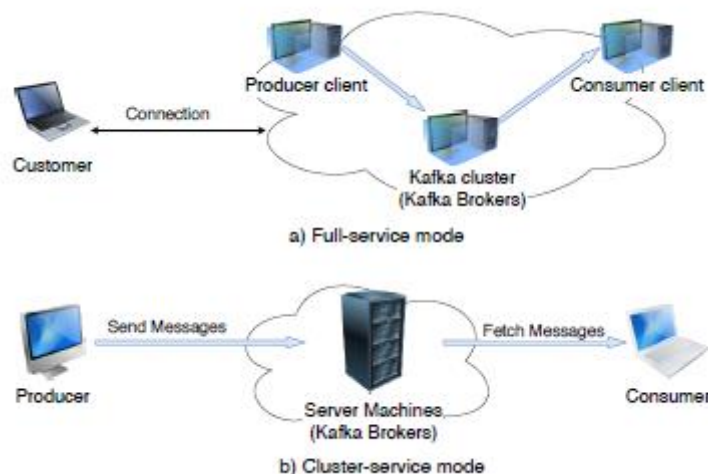 Producer client
Consumer client
Connection
Customer
Kafka cluster
(Kafka Brokers)
a) Full-service mode
Send Messages
Fetch Messages
Producer
Server Machines
(Kafka Brokers)
Consumer
b) Cluster-service mode